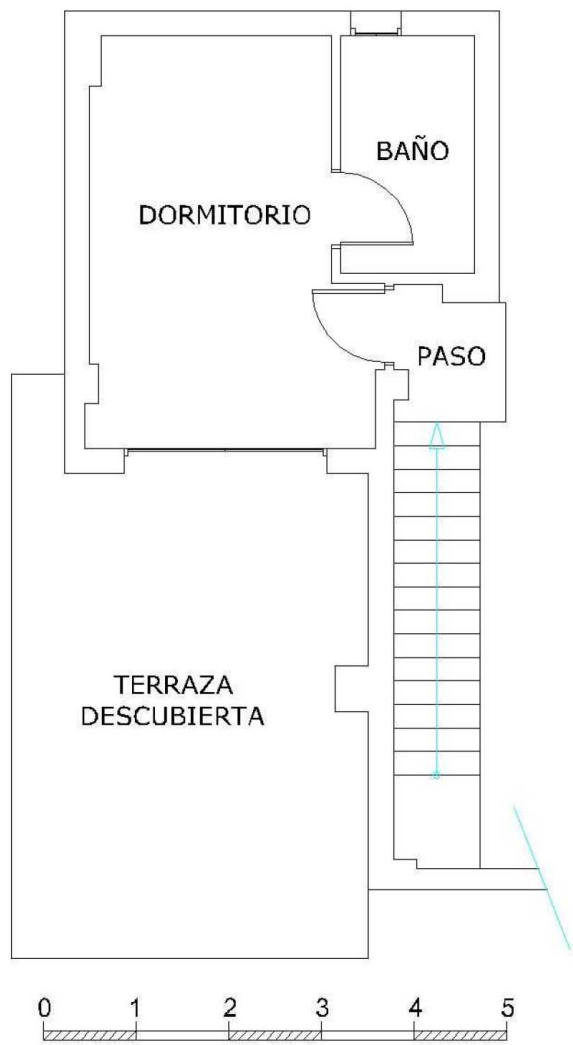 BAÑO
DORMITORIO
PASO
TERRAZA
DESCUBIERTA
0 1 2 3 4 5